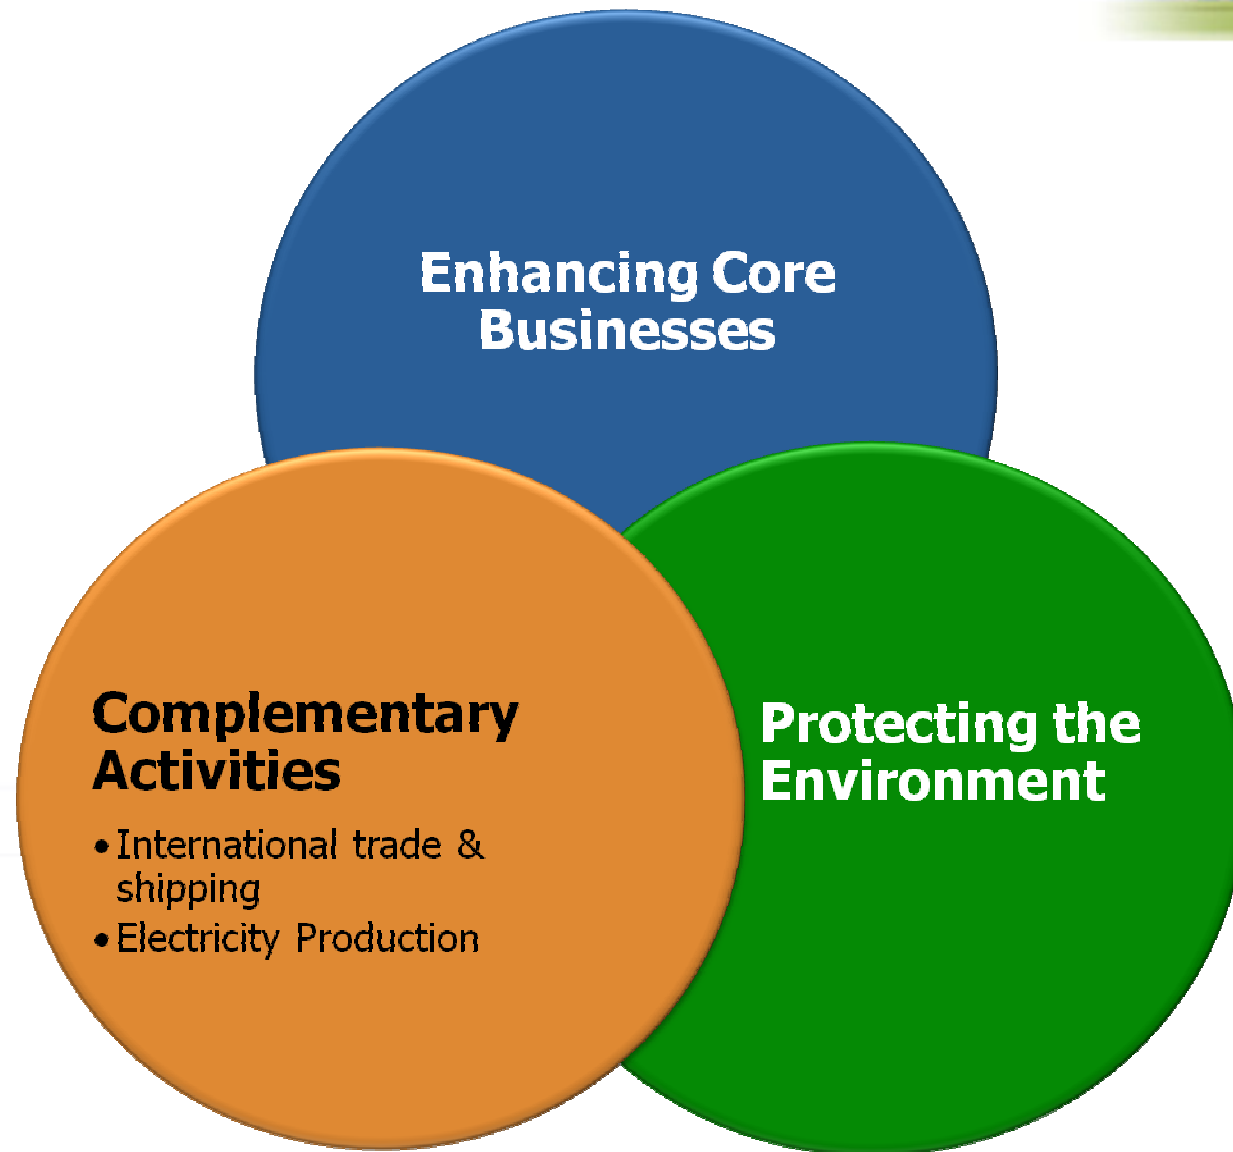 Enhancing Core
Businesses
Complementary
Activities
• International trade &
shipping
• Electricity Production
Protecting the
Environment